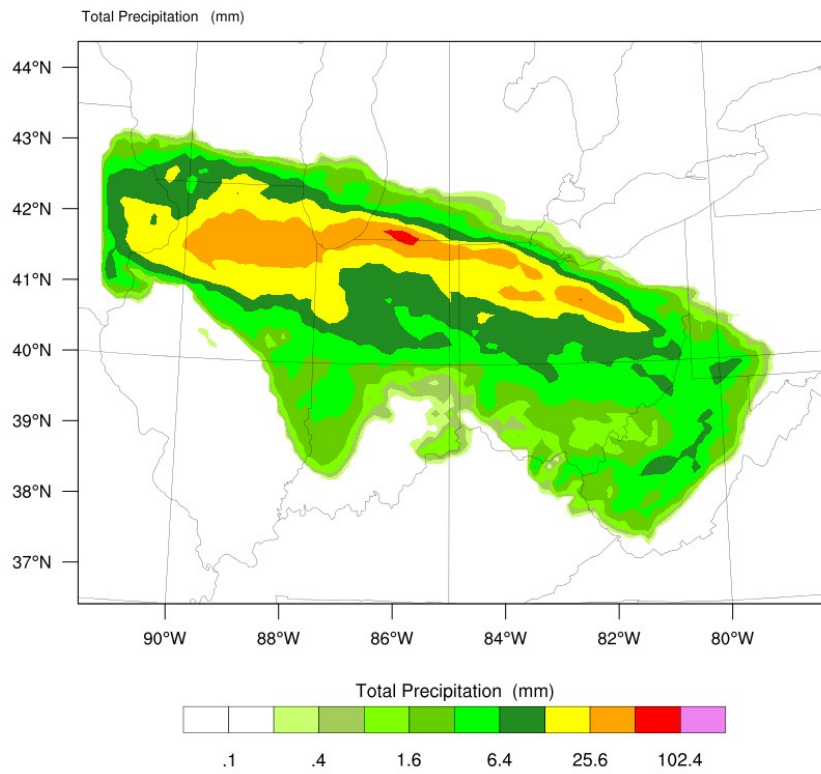 Total Precipitation (mm)
44°N
43°N
42°N
41°N
40°N
39°N
38°N
37°N
90°W 88°W 86°W 84°W 82°W 80°W
Total Precipitation (mm)
.1 .4 1.6 6.4 25.6 102.4